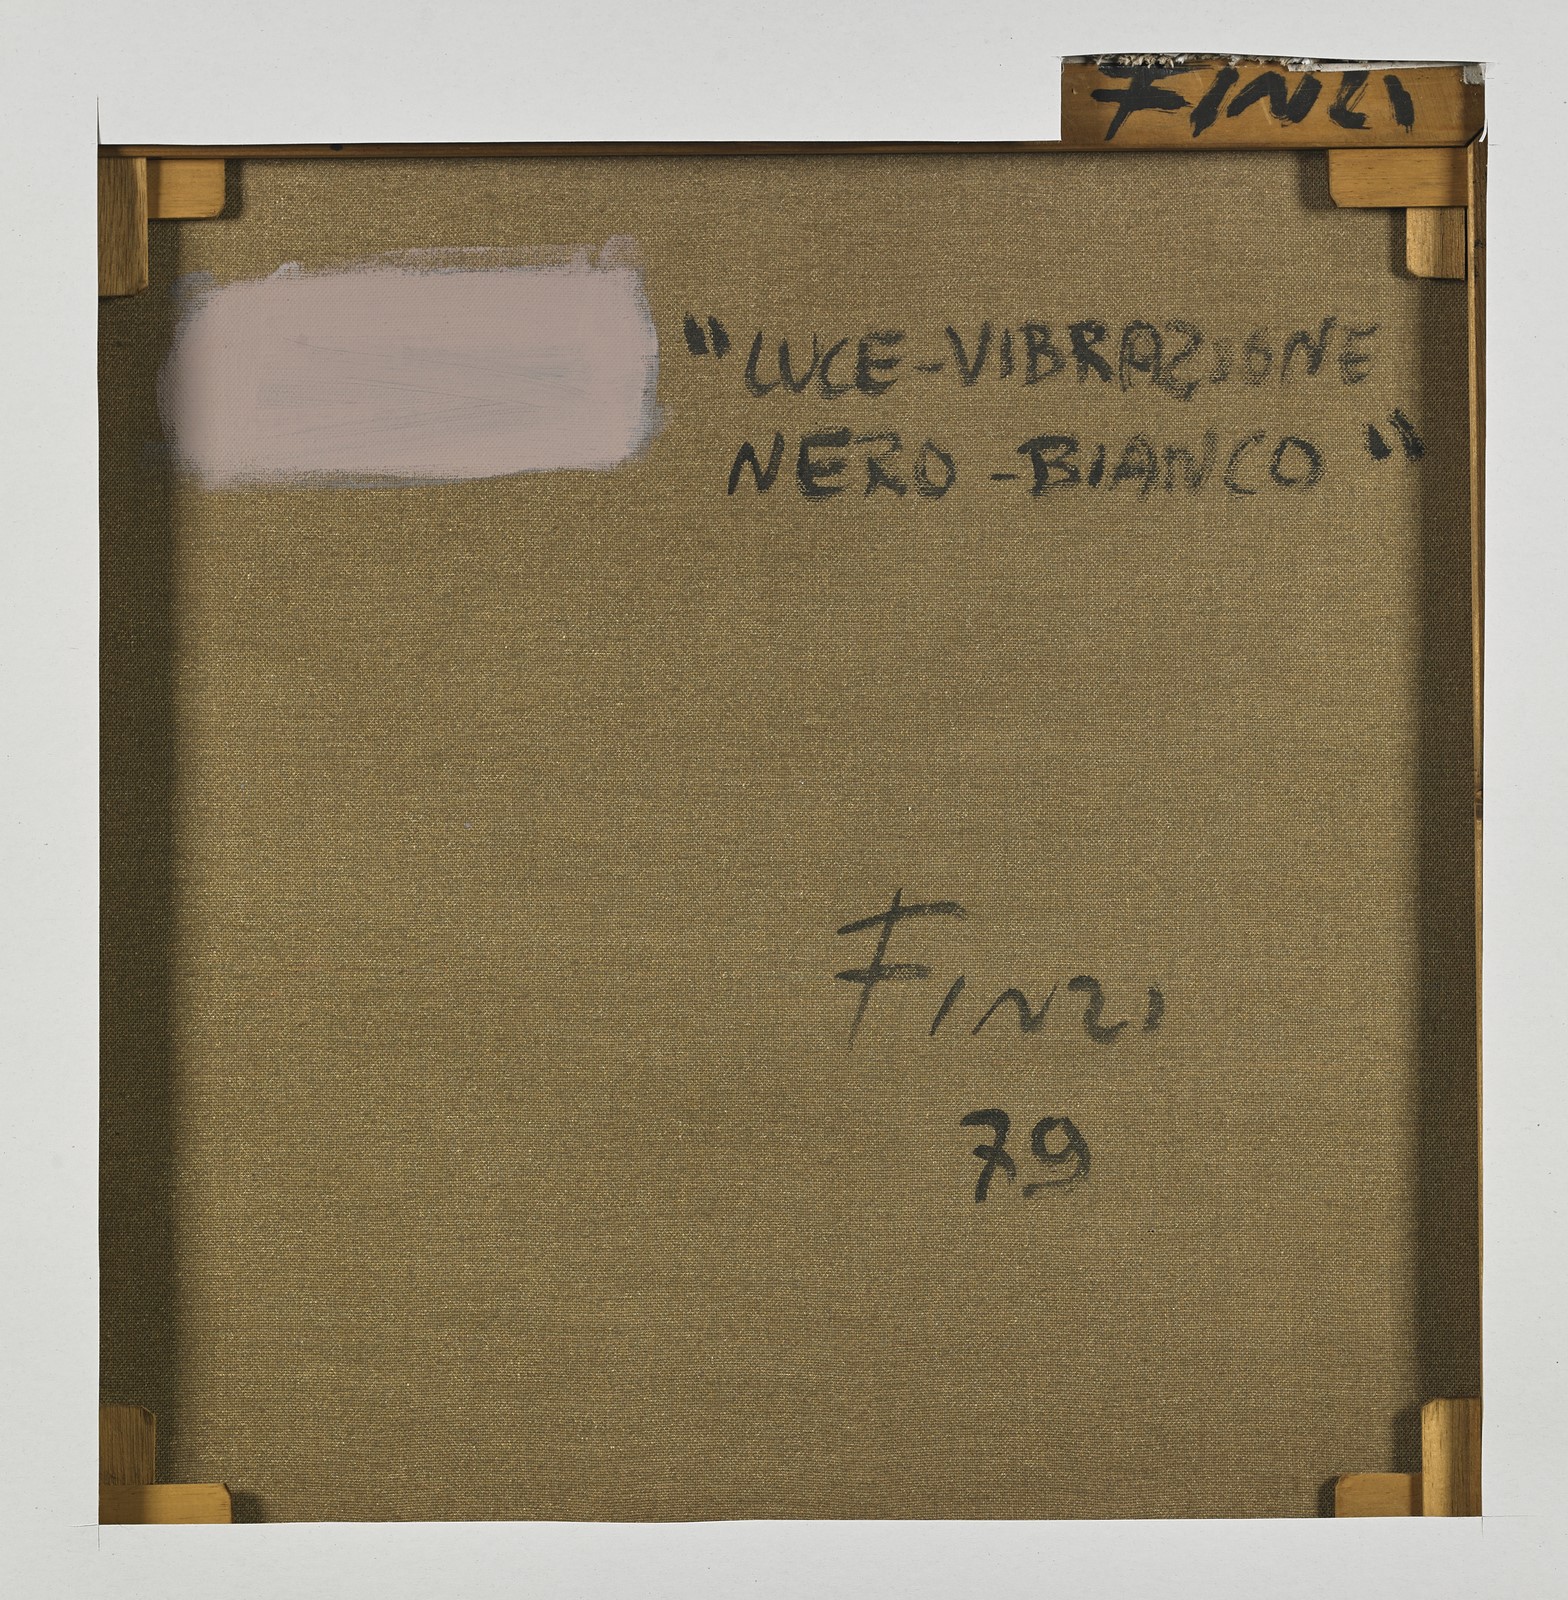 FINZI
"LUCE-VIBRAZIONE
NERO-BIANCO"
FINZI
79